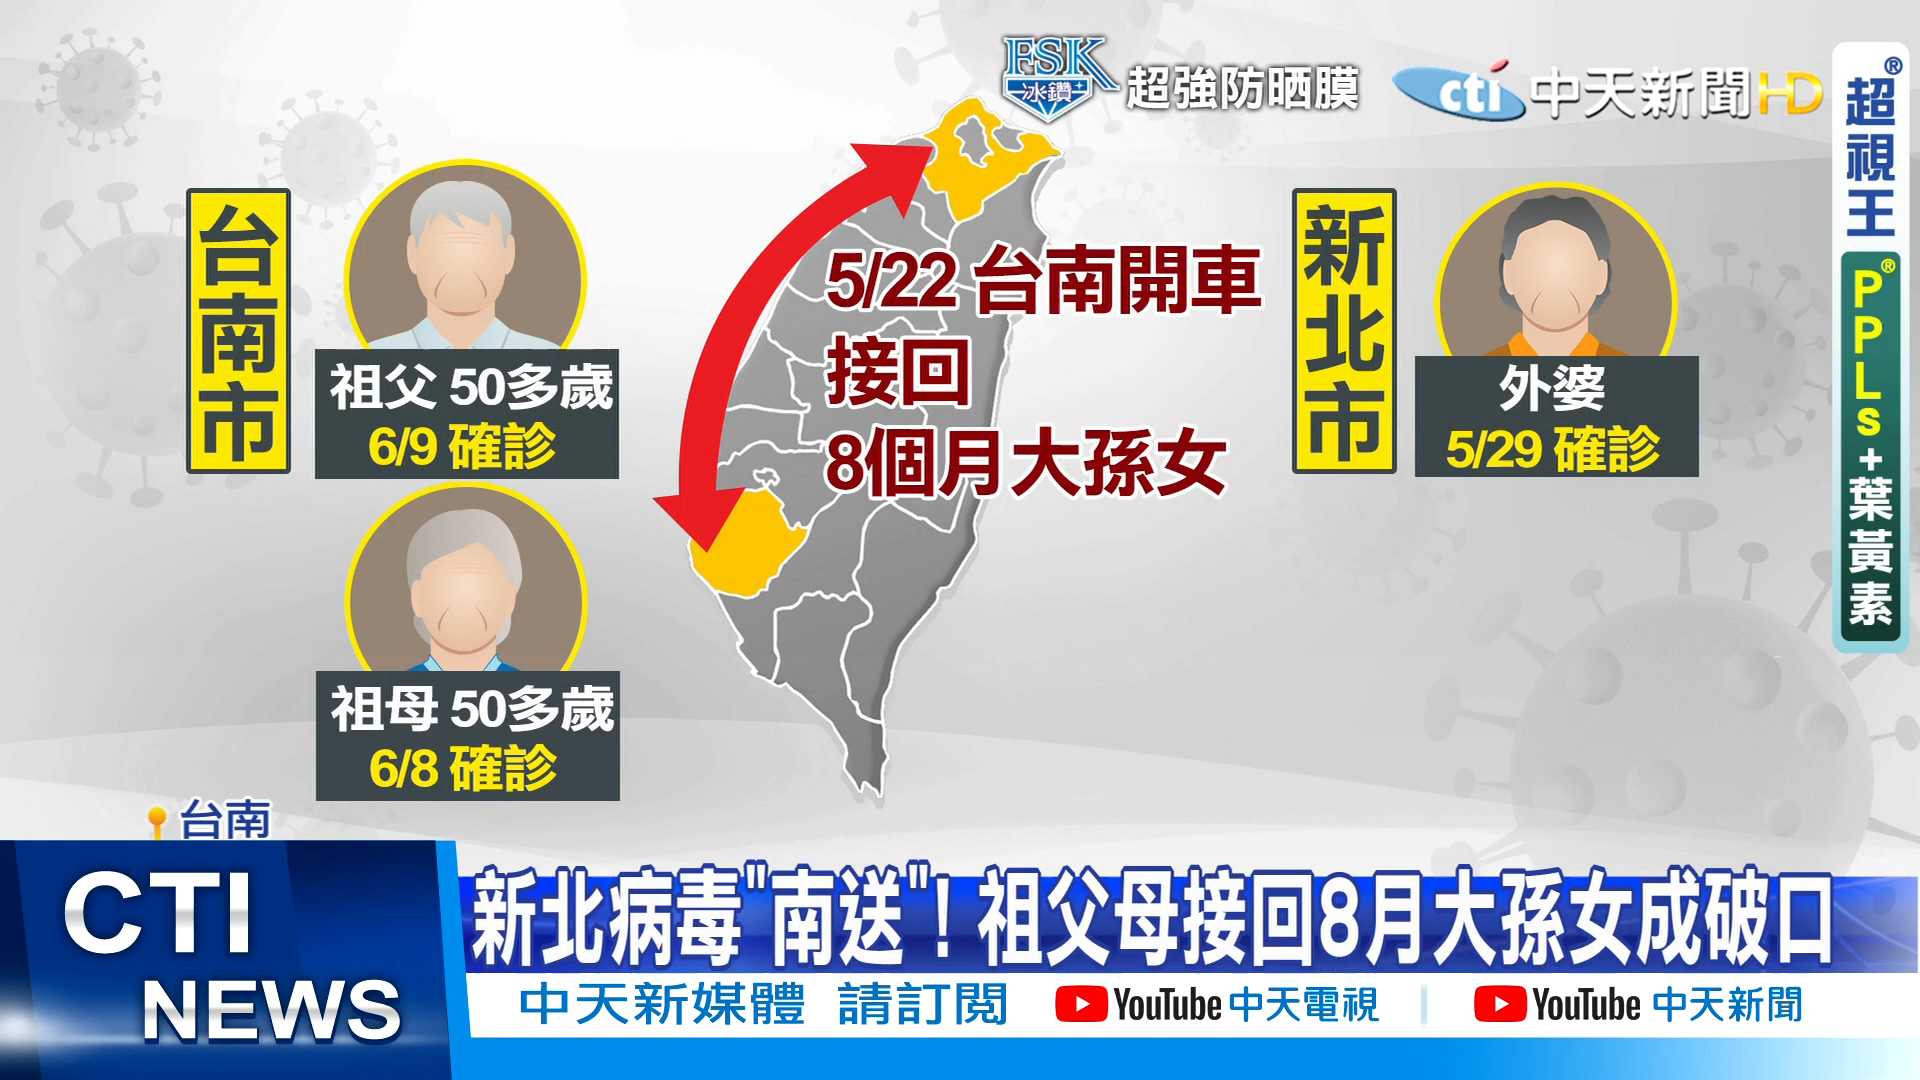 FSK
冰鑽
超強防晒膜
cti 中天新聞HD
超視王®
PPLs®+葉黃素
台南市
祖父 50多歲
6/9 確診
祖母 50多歲
6/8 確診
5/22 台南開車
接回
8個月大孫女
新北市
外婆
5/29 確診
台南
CTI
NEWS
新北病毒"南送"！祖父母接回8月大孫女成破口
中天新媒體 請訂閱 YouTube 中天電視 | YouTube 中天新聞